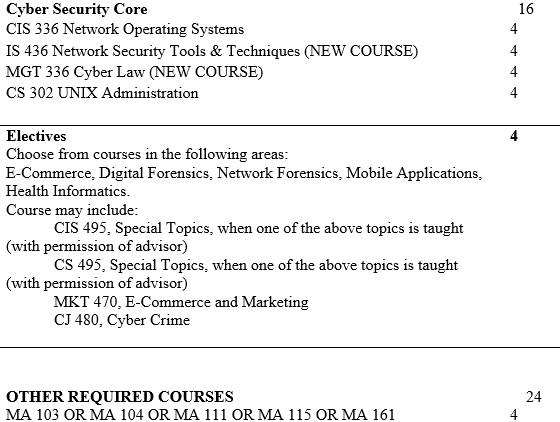 Cyber Security Core 16
CIS 336 Network Operating Systems 4
IS 436 Network Security Tools & Techniques (NEW COURSE) 4
MGT 336 Cyber Law (NEW COURSE) 4
CS 302 UNIX Administration 4
Electives 4
Choose from courses in the following areas:
E-Commerce, Digital Forensics, Network Forensics, Mobile Applications,
Health Informatics.
Course may include:
CIS 495, Special Topics, when one of the above topics is taught
(with permission of advisor)
CS 495, Special Topics, when one of the above topics is taught
(with permission of advisor)
MKT 470, E-Commerce and Marketing
CJ 480, Cyber Crime
OTHER REQUIRED COURSES 24
MA 103 OR MA 104 OR MA 111 OR MA 115 OR MA 161 4